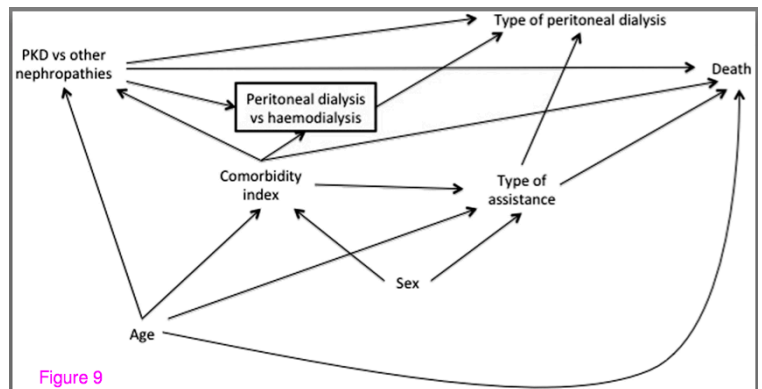 Type of peritoneal dialysis
PKD vs other
nephropathies
Death
Peritoneal dialysis
vs haemodialysis
Comorbidity
index
Type of
assistance
Sex
Age
Figure 9